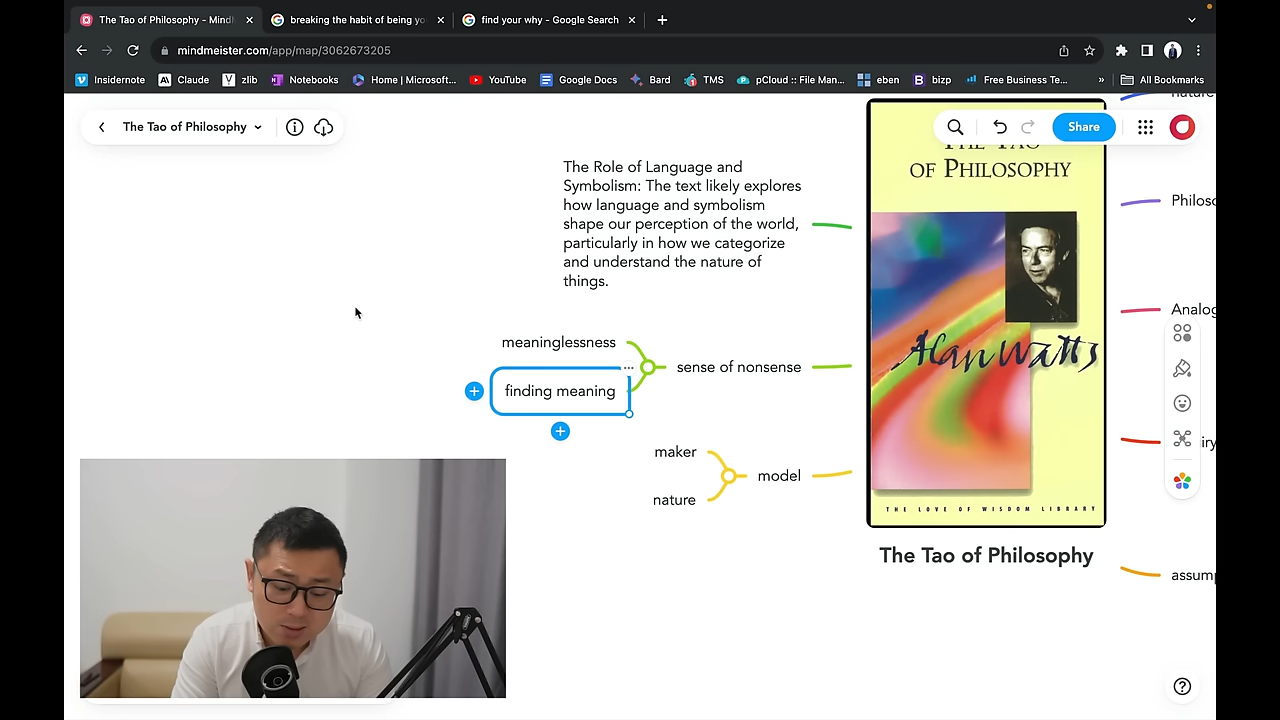 The Tao of Philosophy - Mind
breaking the habit of being yo
find your why - Google Search
mindmeister.com/app/map/3062673205
Insidernote
Claude
zlib
Notebooks
Home | Microsoft...
YouTube
Google Docs
Bard
TMS
pCloud :: File Man...
eben
bizp
Free Business Te...
»
All Bookmarks
The Tao of Philosophy
Share
nature
The Role of Language and
Symbolism: The text likely explores
how language and symbolism
shape our perception of the world,
particularly in how we categorize
and understand the nature of
things.
THE TAO
OF PHILOSOPHY
Philoso
Analog
Alan Watts
meaninglessness
sense of nonsense
finding meaning
iry
maker
model
nature
THE LOVE OF WISDOM LIBRARY
The Tao of Philosophy
assump